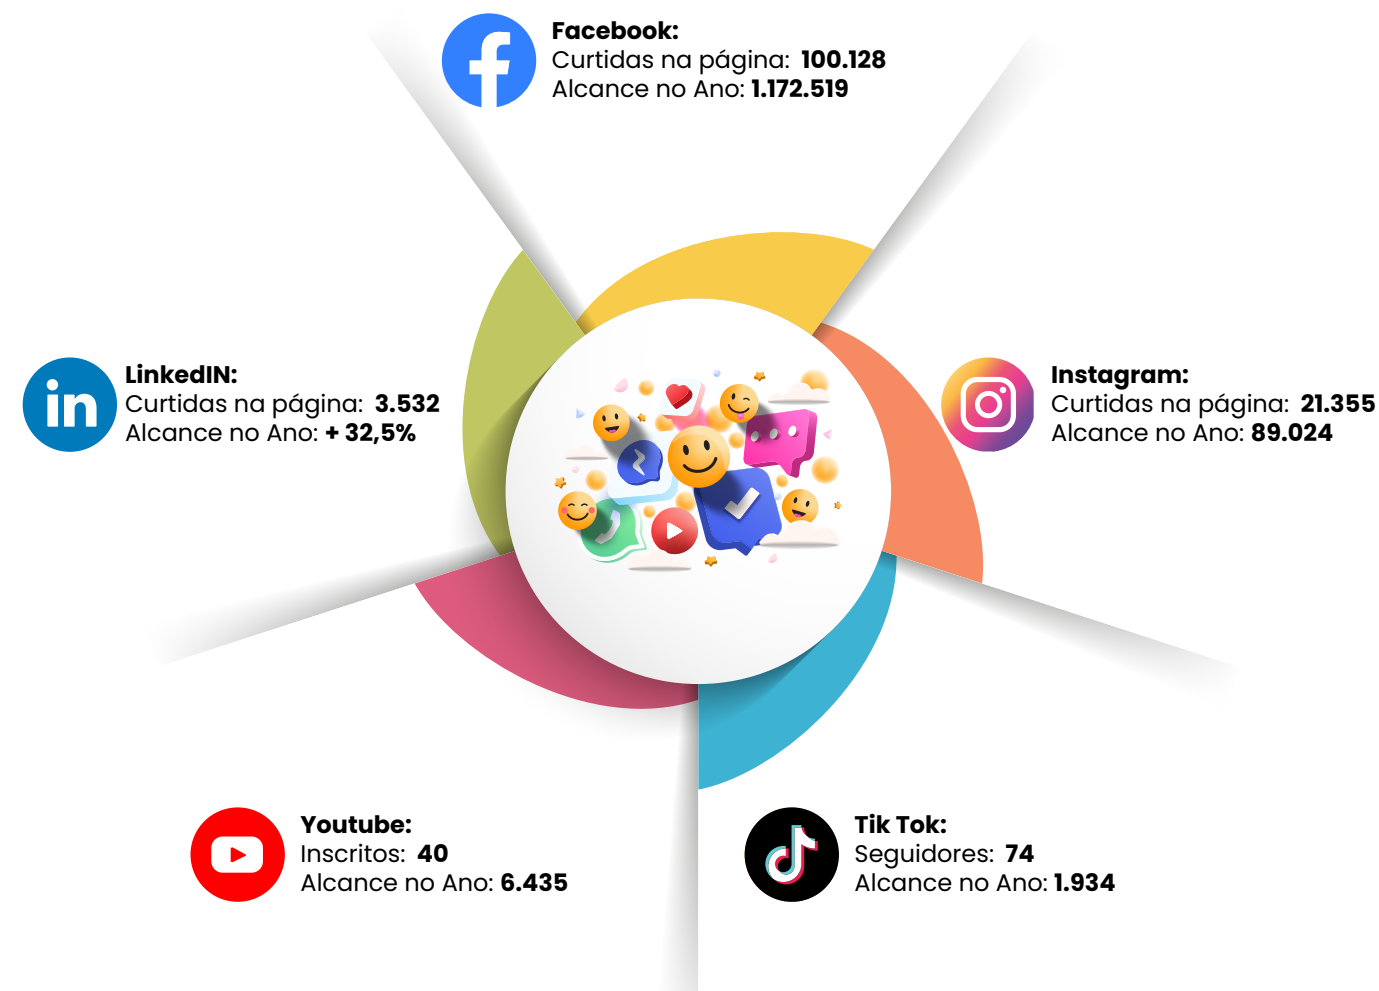 Facebook:
Curtidas na página: 100.128
Alcance no Ano: 1.172.519
LinkedIN:
Curtidas na página: 3.532
Alcance no Ano: + 32,5%
Instagram:
Curtidas na página: 21.355
Alcance no Ano: 89.024
Youtube:
Inscritos: 40
Alcance no Ano: 6.435
Tik Tok:
Seguidores: 74
Alcance no Ano: 1.934